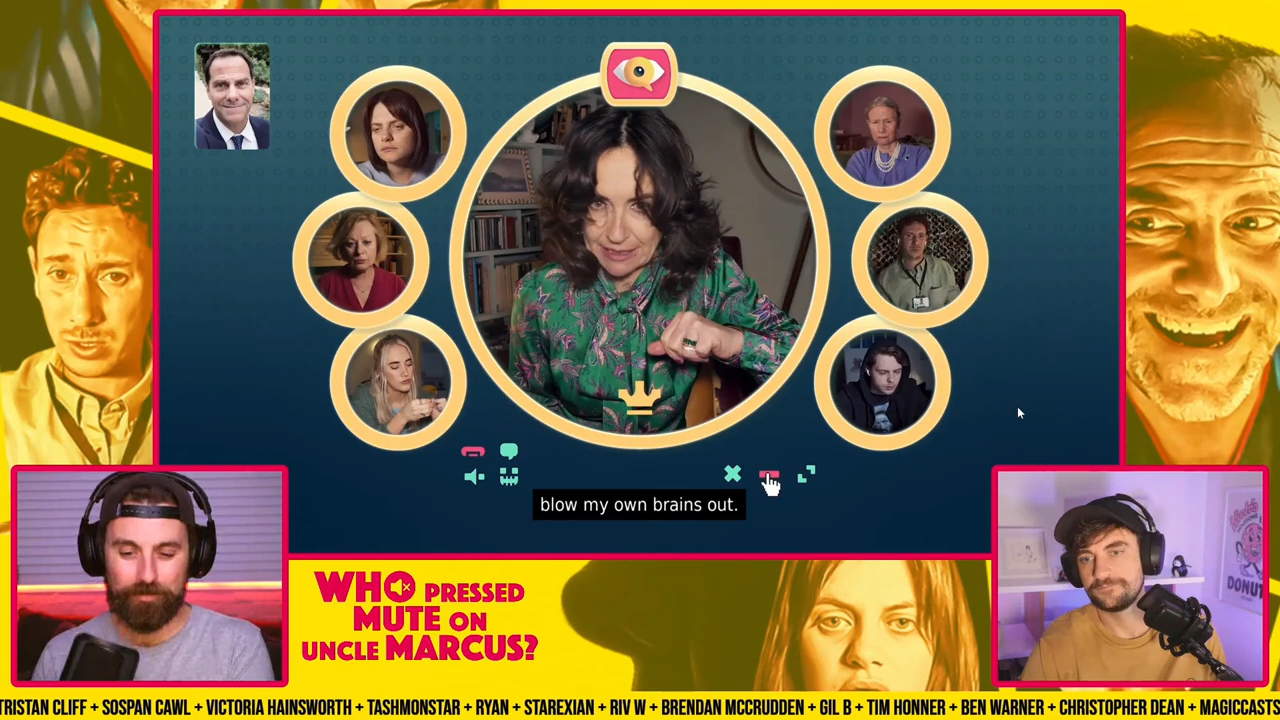 blow my own brains out.
WHO PRESSED
MUTE ON
UNCLE MARCUS?
DONUT
TRISTAN CLIFF + SOSPAN CAWL + VICTORIA HAINSWORTH + TASHMONSTAR + RYAN + STAREXIAN + RIV W + BRENDAN MCCRUDDEN + GIL B + TIM HONNER + BEN WARNER + CHRISTOPHER DEAN + MAGICCASTS